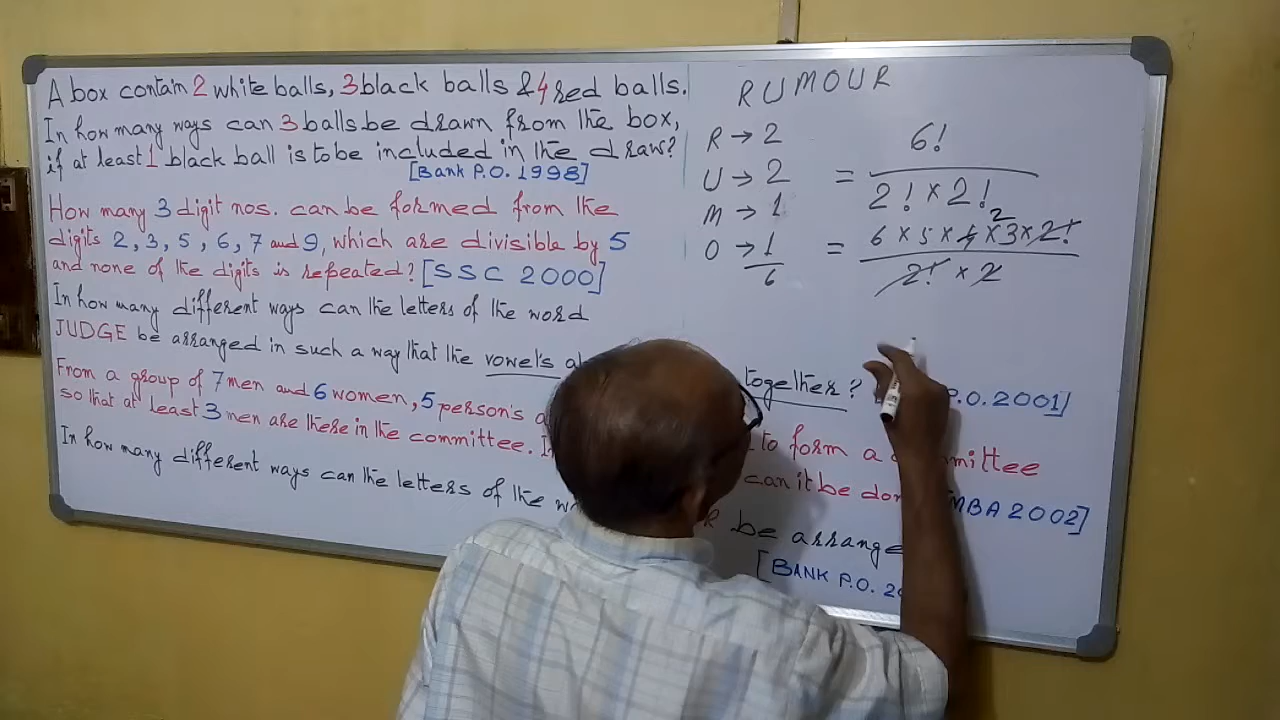 A box contain 2 white balls, 3 black balls & 4 red balls.
In how many ways can 3 balls be drawn from the box,
if at least 1 black ball is to be included in the draw?
[Bank P.O. 1998]
How many 3 digit nos. can be formed from the
digits 2, 3, 5, 6, 7 and 9, which are divisible by 5
and none of the digits is repeated? [SSC 2000]
In how many different ways can the letters of the word
JUDGE be arranged in such a way that the vowel's together? P.O. 2001]
From a group of 7 men and 6 women, 5 person's to form a
so that at least 3 men are there in the committee. can it be MBA 2002]
In how many different ways can the letters of the R be
[BANK P.O.
RUMOUR
R → 2
U → 2
M → 1
O → 1
6
= 6!
2! × 2!
= 6 × 5 × 4 × 3 × 2!
2
2! × 2